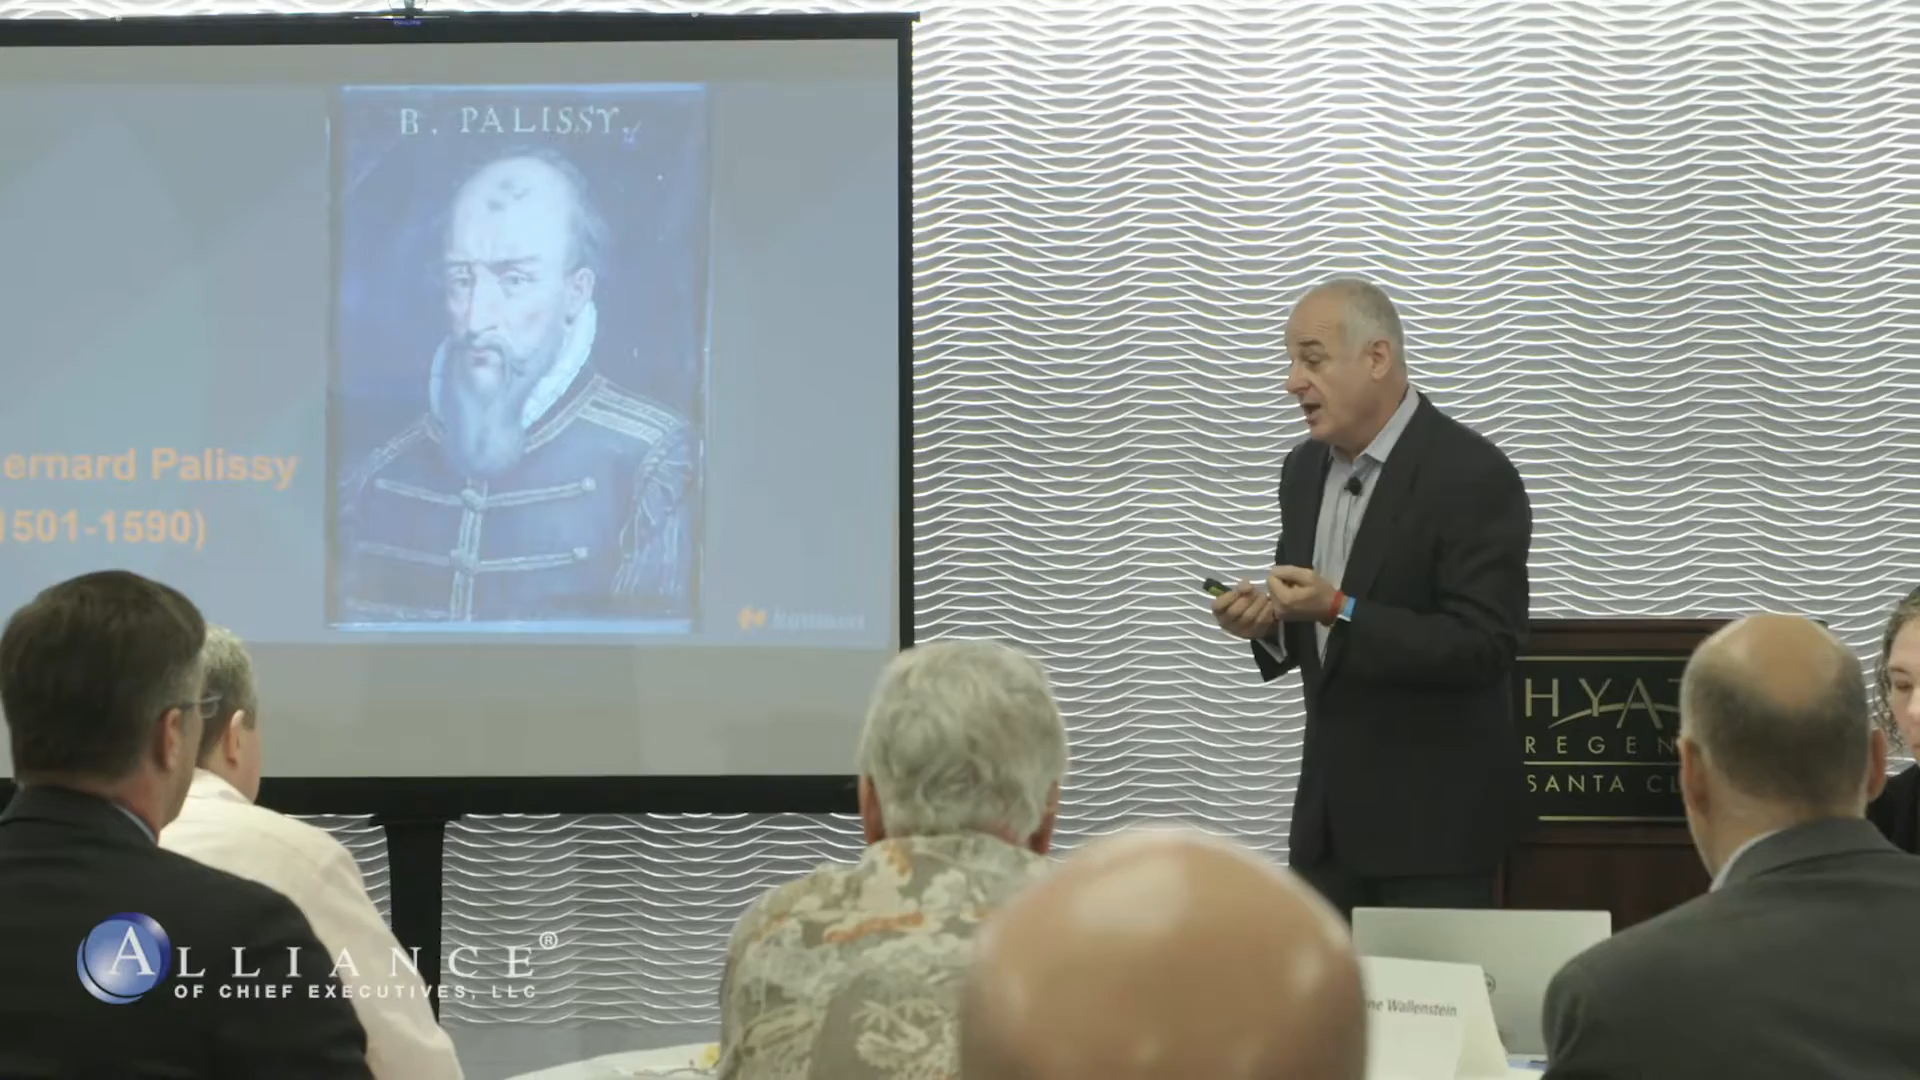 B. PALISSY.
ernard Palissy
1501-1590)
HYAT
REGEN
SANTA CL
ALLIANCE®
OF CHIEF EXECUTIVES, LLC
ne Wallenstein